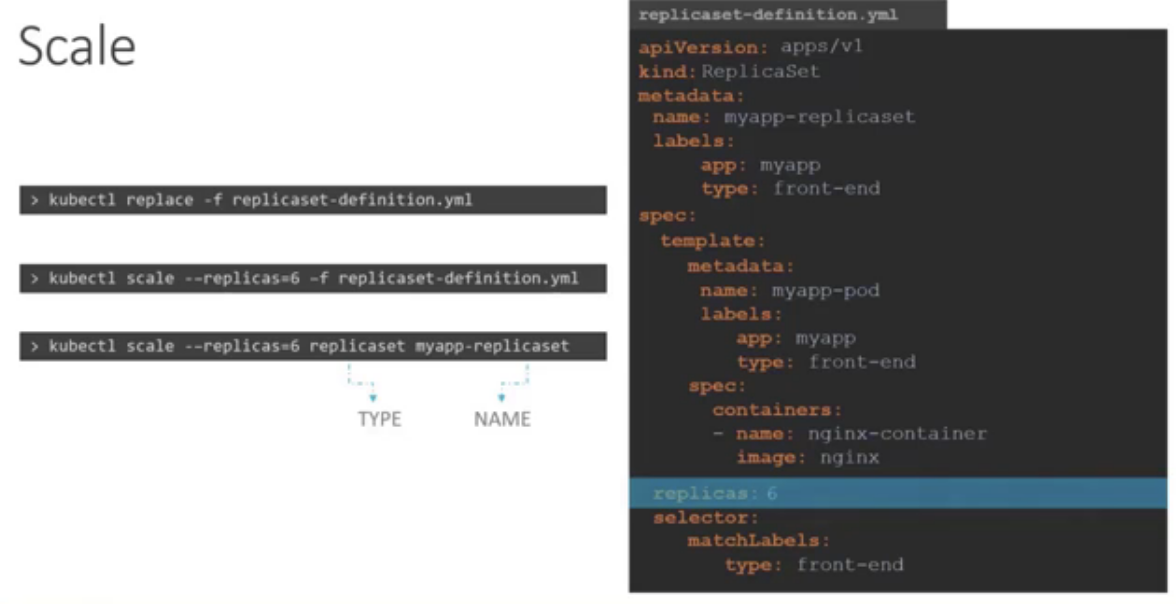 Scale
> kubectl replace -f replicaset-definition.yml
> kubectl scale --replicas=6 -f replicaset-definition.yml
> kubectl scale --replicas=6 replicaset myapp-replicaset
TYPE
NAME
replicaset-definition.yml
apiVersion: apps/v1
kind: ReplicaSet
metadata:
name: myapp-replicaset
labels:
app: myapp
type: front-end
spec:
template:
metadata:
name: myapp-pod
labels:
app: myapp
type: front-end
spec:
containers:
- name: nginx-container
image: nginx
replicas: 6
selector:
matchLabels:
type: front-end